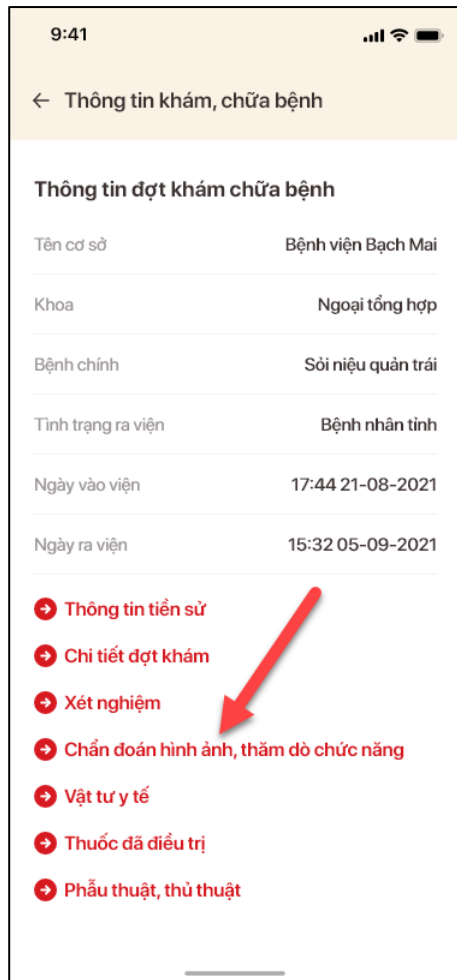 9:41
← Thông tin khám, chữa bệnh
Thông tin đợt khám chữa bệnh
Tên cơ sở Bệnh viện Bạch Mai
Khoa Ngoại tổng hợp
Bệnh chính Sỏi niệu quản trái
Tình trạng ra viện Bệnh nhân tỉnh
Ngày vào viện 17:44 21-08-2021
Ngày ra viện 15:32 05-09-2021
Thông tin tiền sử
Chi tiết đợt khám
Xét nghiệm
Chẩn đoán hình ảnh, thăm dò chức năng
Vật tư y tế
Thuốc đã điều trị
Phẫu thuật, thủ thuật